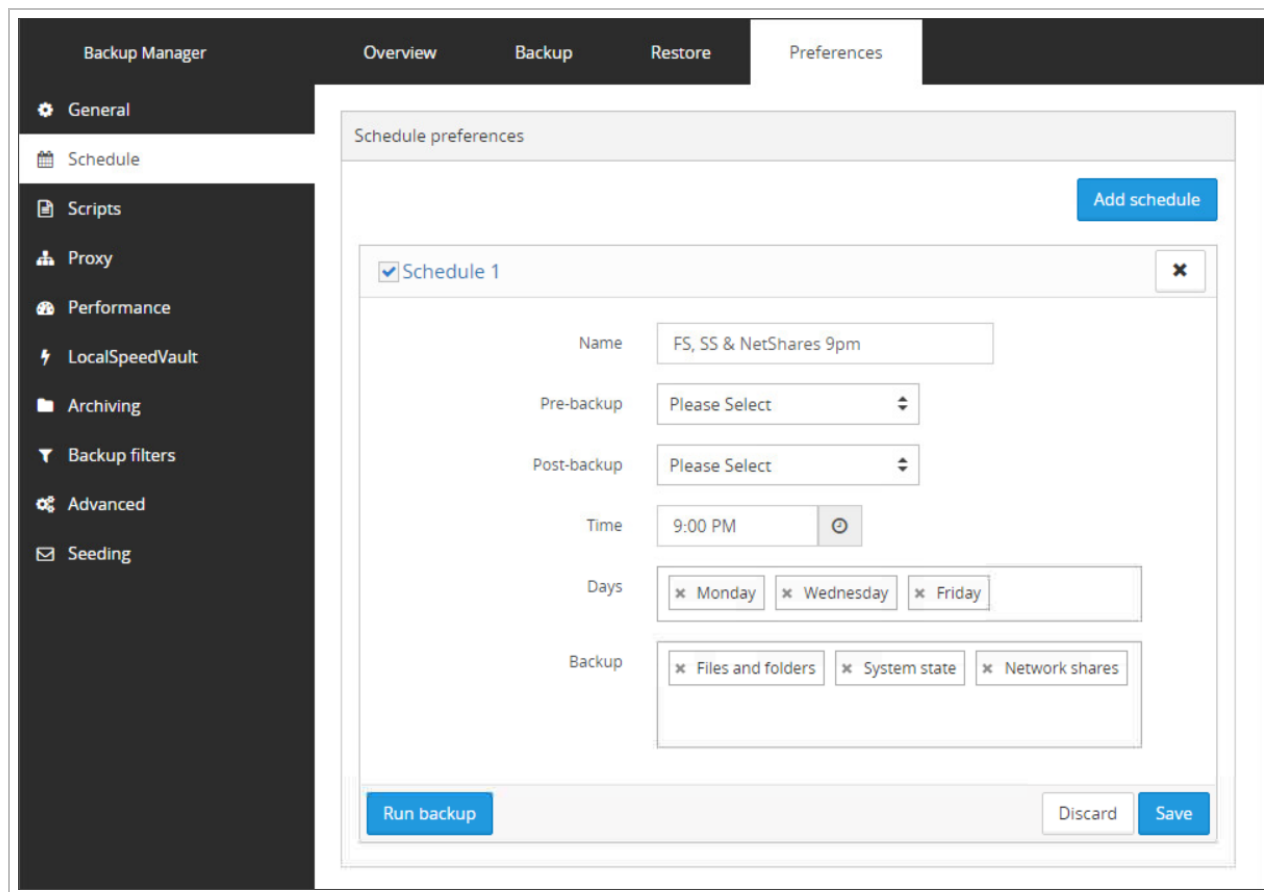 Backup Manager Overview Backup Restore Preferences
General
Schedule
Scripts
Proxy
Performance
LocalSpeedVault
Archiving
Backup filters
Advanced
Seeding
Schedule preferences
Add schedule
Schedule 1
Name FS, SS & NetShares 9pm
Pre-backup Please Select
Post-backup Please Select
Time 9:00 PM
Days Monday Wednesday Friday
Backup Files and folders System state Network shares
Run backup Discard Save